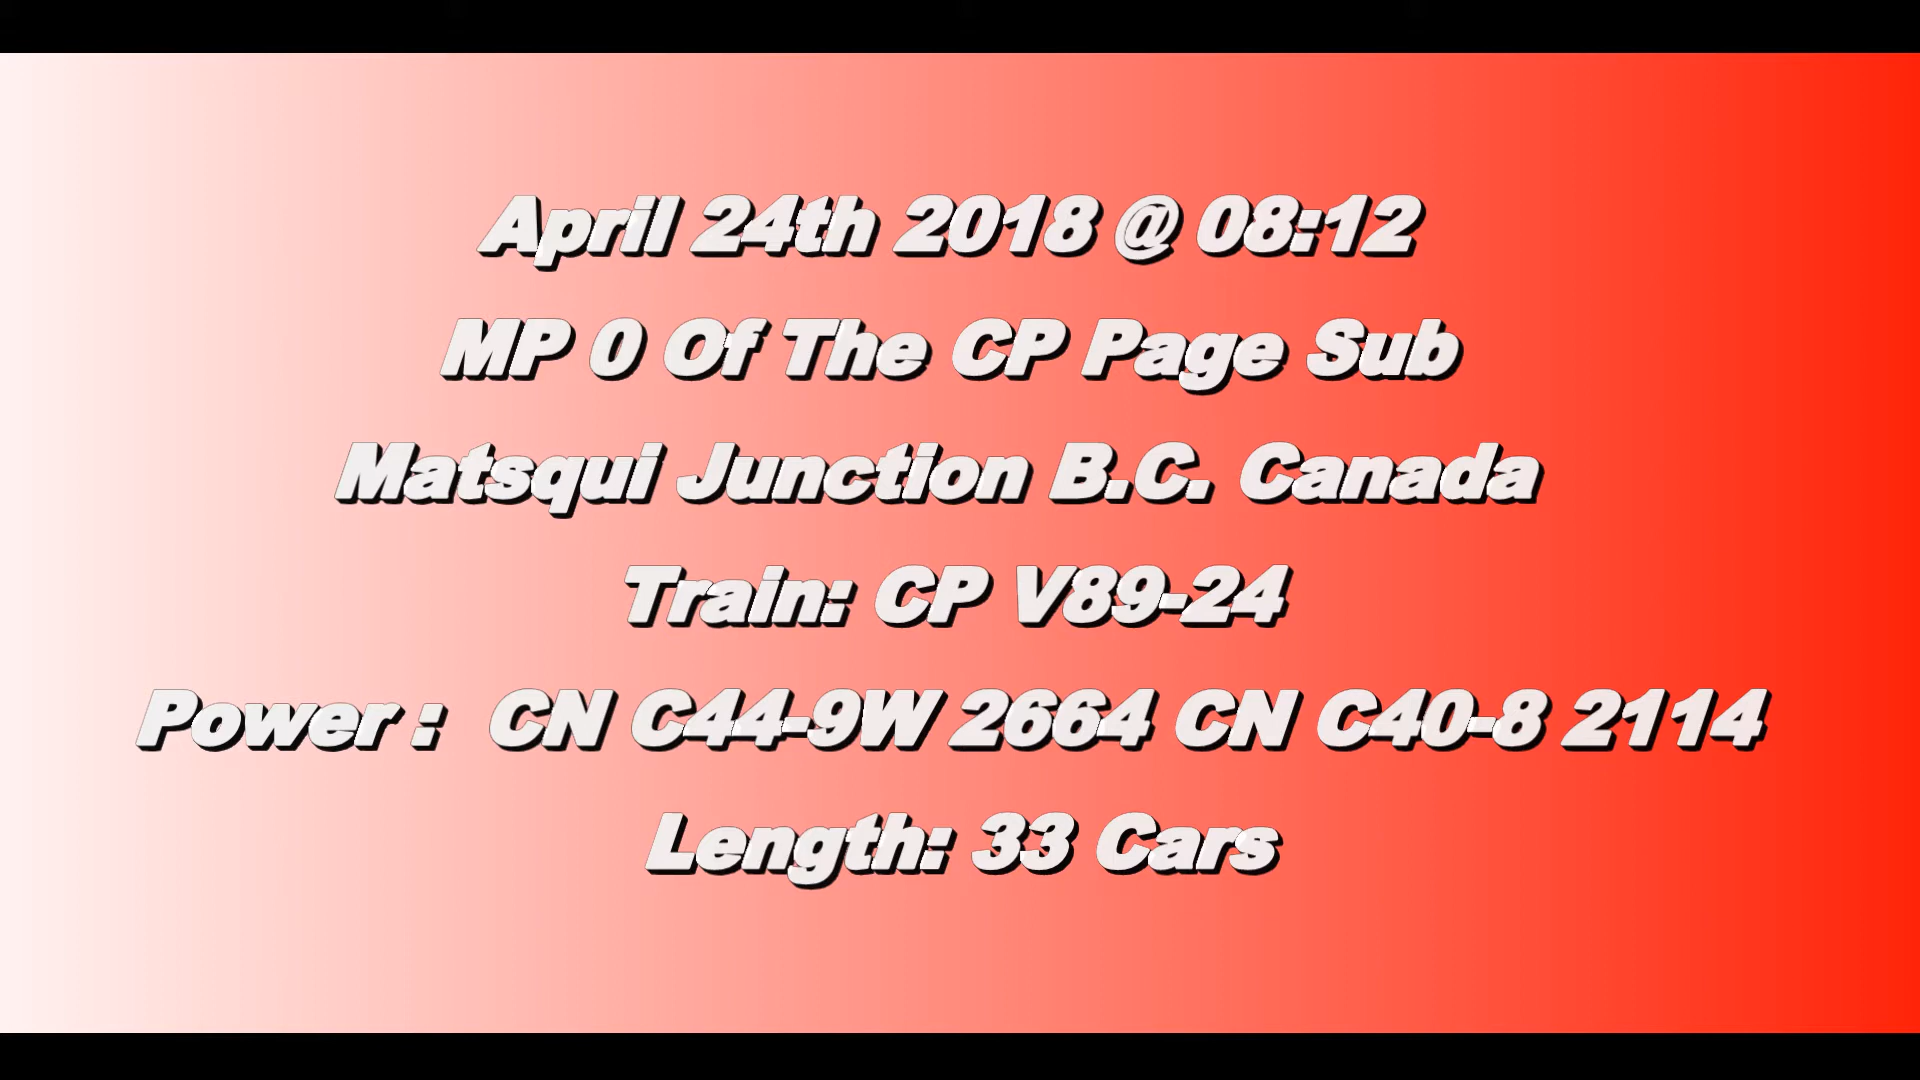 April 24th 2018 @ 08:12
MP 0 Of The CP Page Sub
Matsqui Junction B.C. Canada
Train: CP V89-24
Power :  CN C44-9W 2664 CN C40-8 2114
Length: 33 Cars